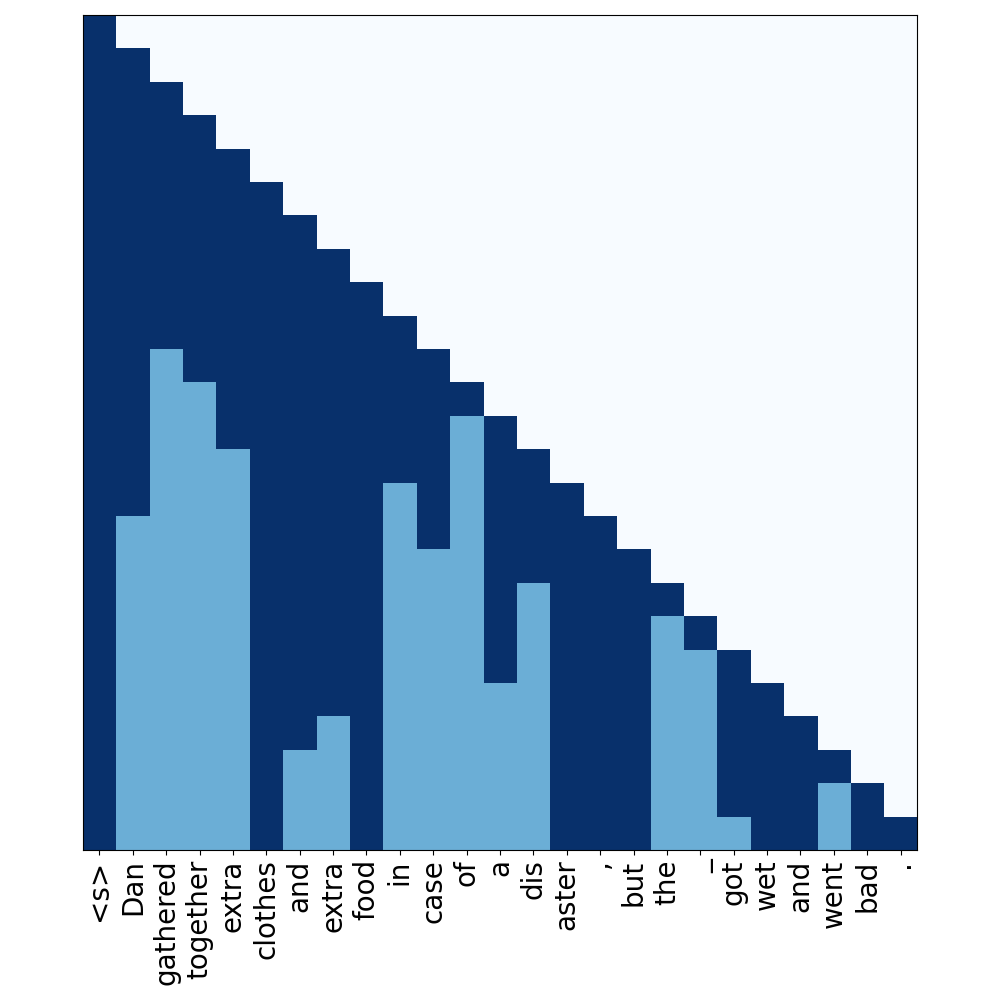 <s> Dan gathered together extra clothes and extra food in case of a dis aster , but the _ got wet and went bad .